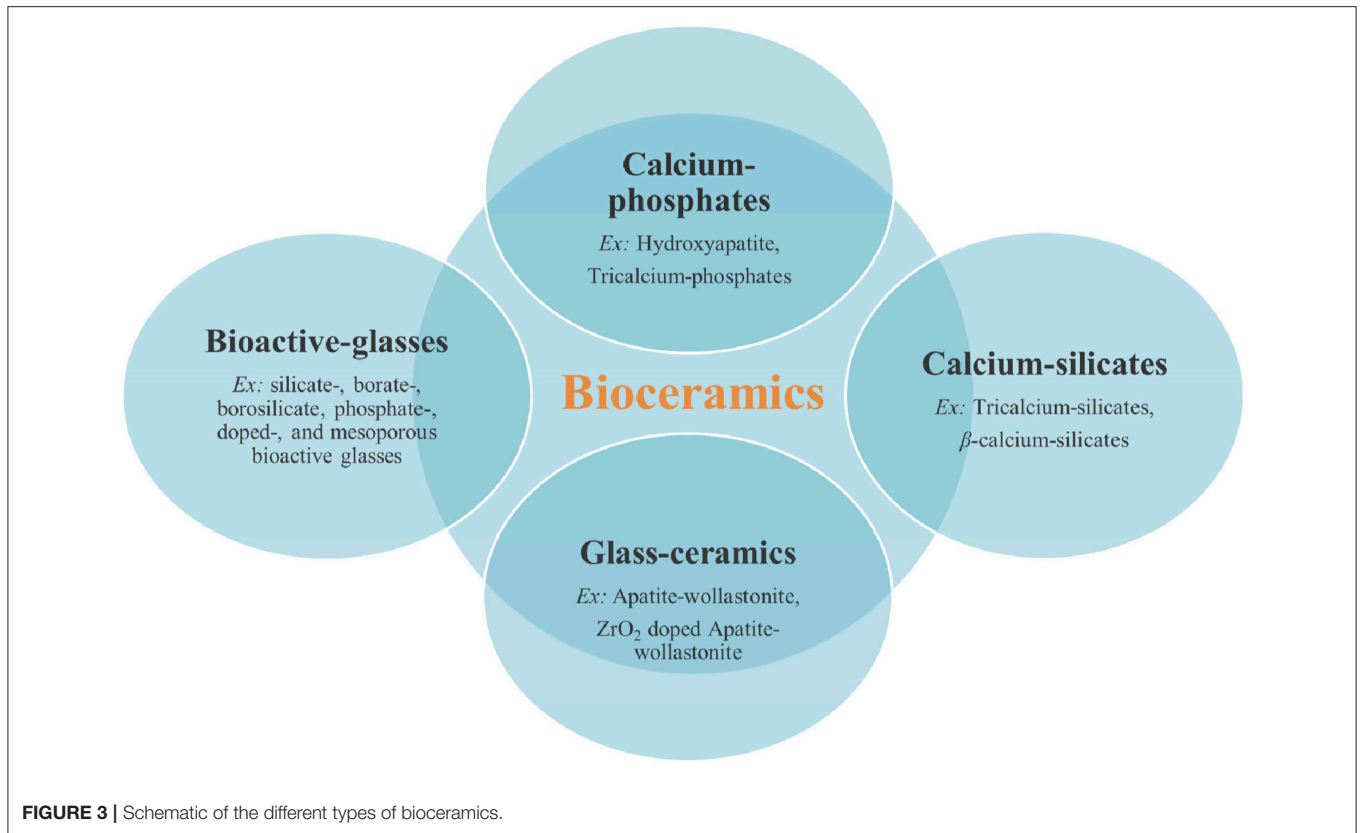 Calcium-
phosphates
Ex: Hydroxyapatite,
Tricalcium-phosphates
Bioactive-glasses
Ex: silicate-, borate-,
borosilicate, phosphate-,
doped-, and mesoporous
bioactive glasses
Bioceramics
Calcium-silicates
Ex: Tricalcium-silicates,
β-calcium-silicates
Glass-ceramics
Ex: Apatite-wollastonite,
ZrO₂ doped Apatite-
wollastonite
FIGURE 3 | Schematic of the different types of bioceramics.